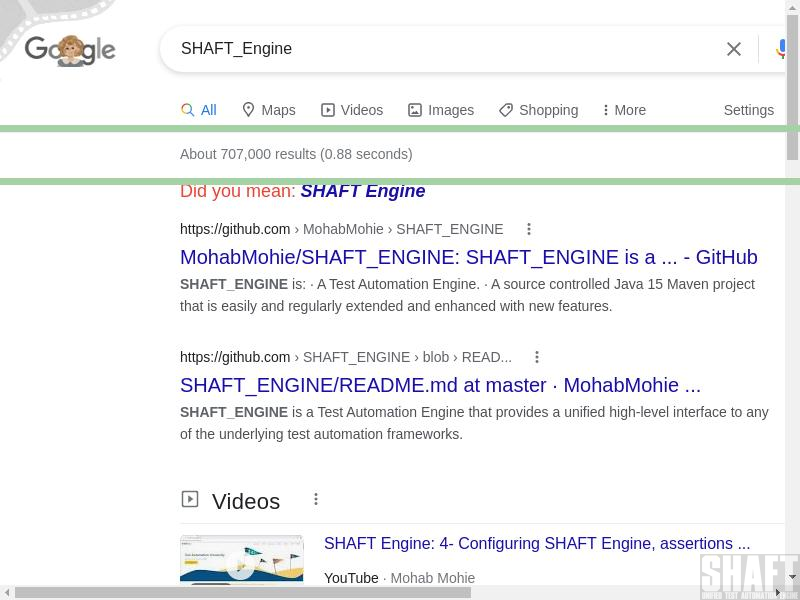 Google
SHAFT_Engine
All Maps Videos Images Shopping More Settings
About 707,000 results (0.88 seconds)
Did you mean: SHAFT Engine
https://github.com › MohabMohie › SHAFT_ENGINE
MohabMohie/SHAFT_ENGINE: SHAFT_ENGINE is a ... - GitHub
SHAFT_ENGINE is: · A Test Automation Engine. · A source controlled Java 15 Maven project
that is easily and regularly extended and enhanced with new features.
https://github.com › SHAFT_ENGINE › blob › READ...
SHAFT_ENGINE/README.md at master · MohabMohie ...
SHAFT_ENGINE is a Test Automation Engine that provides a unified high-level interface to any
of the underlying test automation frameworks.
Videos
SHAFT Engine: 4- Configuring SHAFT Engine, assertions ...
YouTube · Mohab Mohie
SHAFT